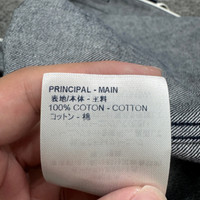 PRINCIPAL - MAIN
表地/本体 - 主料
100% COTON - COTTON
コットン - 棉